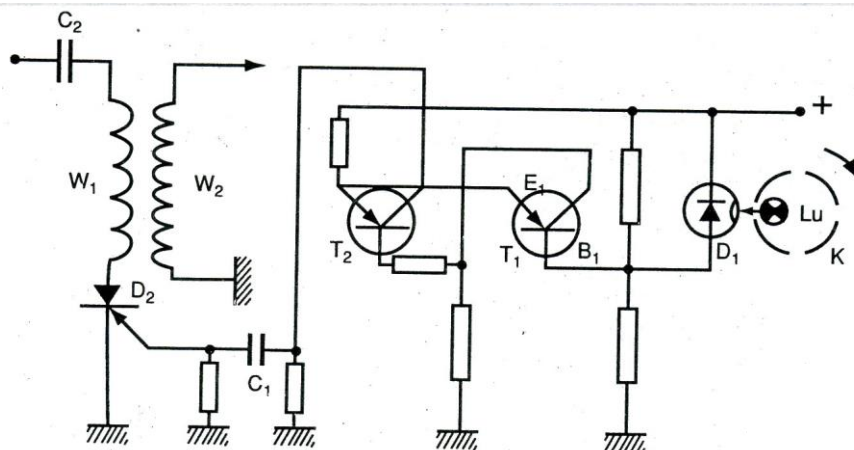 C₂
+
W₁
W₂
E₁
Lu
T₂
T₁
B₁
D₁
K
D₂
C₁